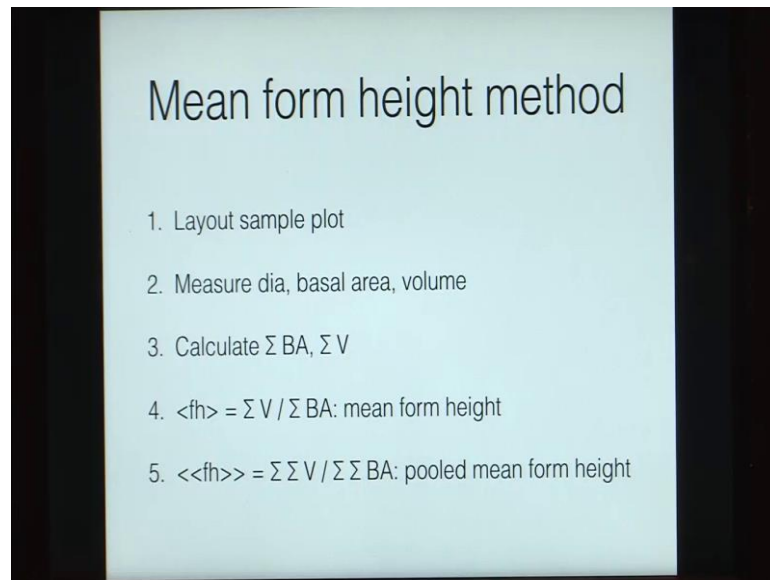 Mean form height method
1. Layout sample plot
2. Measure dia, basal area, volume
3. Calculate Σ BA, Σ V
4. <fh> = Σ V / Σ BA: mean form height
5. <<fh>> = Σ Σ V / Σ Σ BA: pooled mean form height